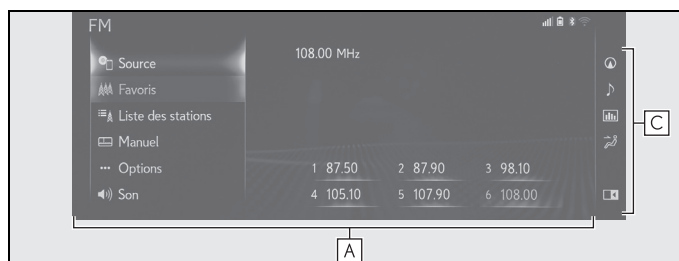 FM
108.00 MHz
Source
Favoris
Liste des stations
Manuel
Options
Son
1 87.50 2 87.90 3 98.10
4 105.10 5 107.90 6 108.00
C
A